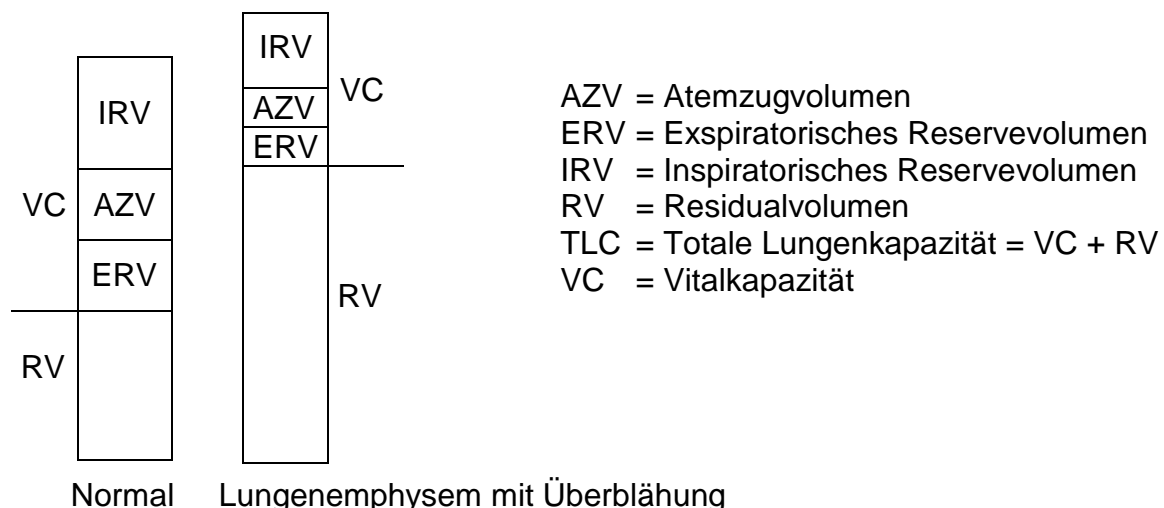 IRV
AZV
ERV
VC
RV
IRV
AZV
ERV
VC
RV
AZV = Atemzugvolumen
ERV = Exspiratorisches Reservevolumen
IRV = Inspiratorisches Reservevolumen
RV = Residualvolumen
TLC = Totale Lungenkapazität = VC + RV
VC = Vitalkapazität
Normal
Lungenemphysem mit Überblähung